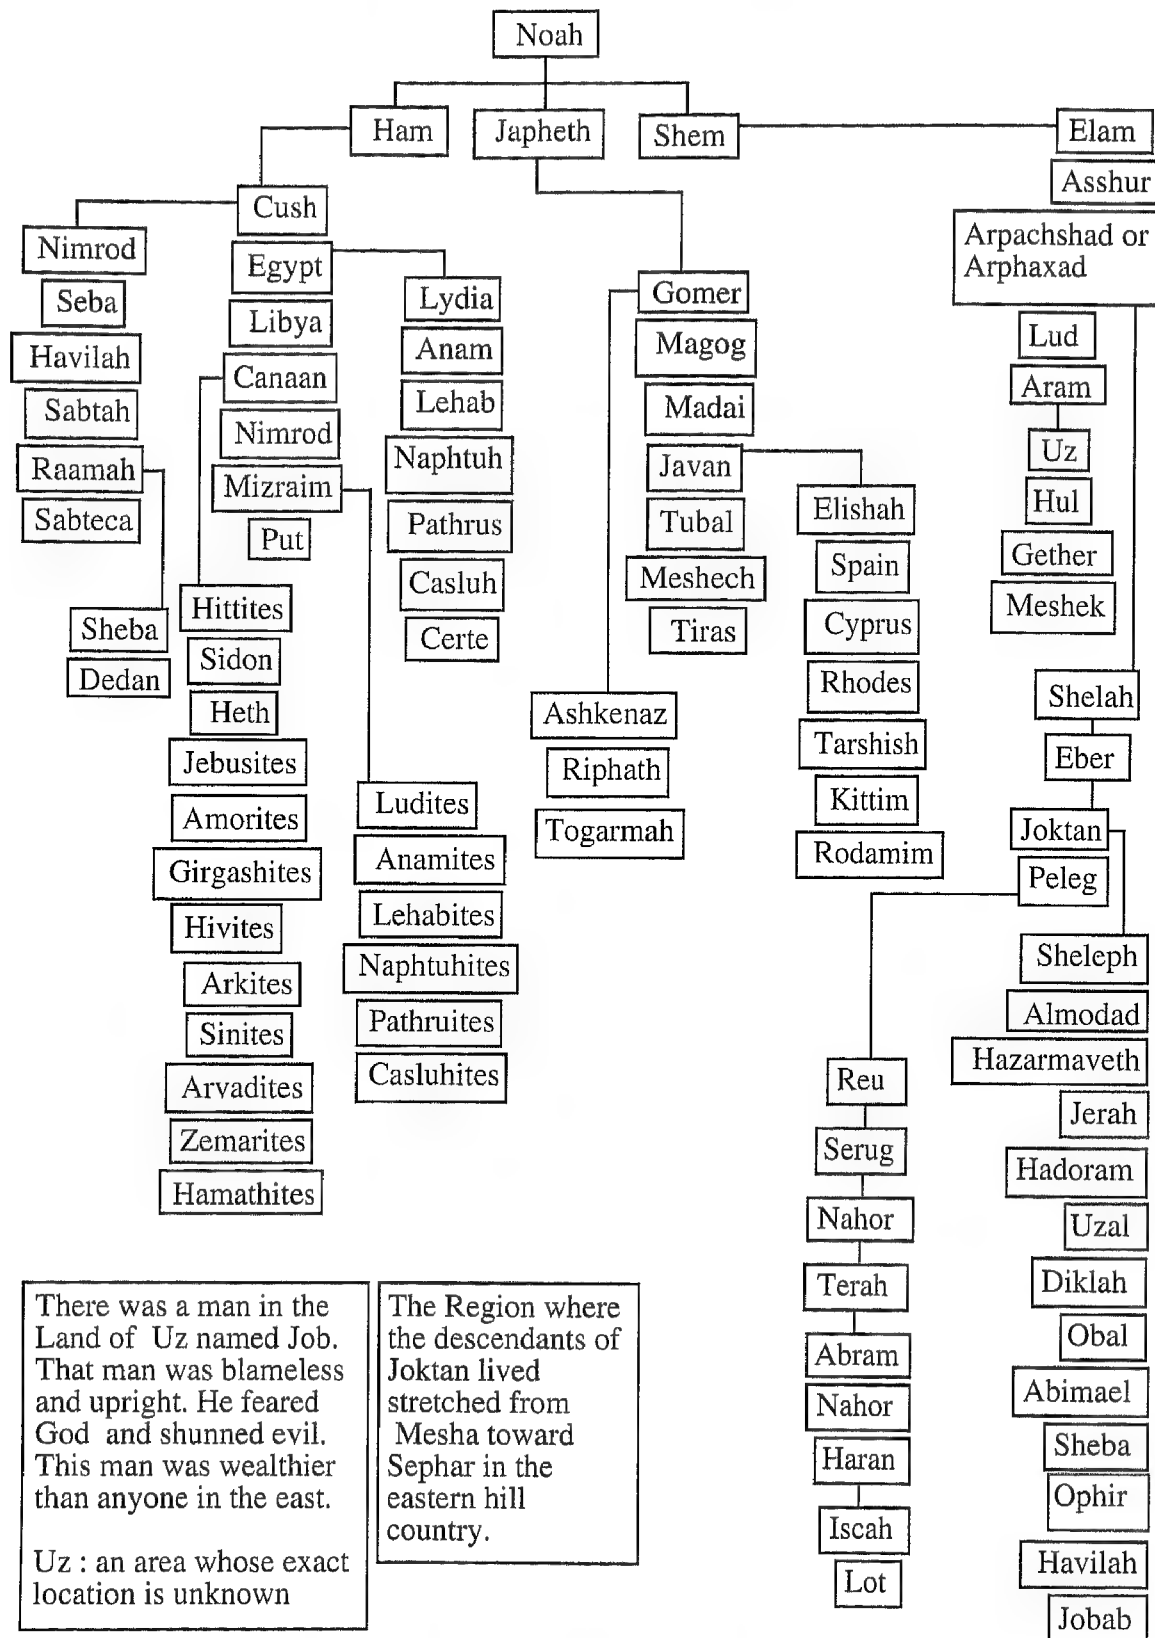 Noah
Ham
Japheth
Shem
Elam
Asshur
Arpachshad or
Arphaxad
Lud
Aram
Uz
Hul
Gether
Meshek
Cush
Egypt
Libya
Canaan
Nimrod
Mizraim
Put
Nimrod
Seba
Havilah
Sabtah
Raamah
Sabteca
Sheba
Dedan
Lydia
Anam
Lehab
Naphtuh
Pathrus
Casluh
Certe
Hittites
Sidon
Heth
Jebusites
Amorites
Girgashites
Hivites
Arkites
Sinites
Arvadites
Zemarites
Hamathites
Ludites
Anamites
Lehabites
Naphtuhites
Pathruites
Casluhites
Gomer
Magog
Madai
Javan
Tubal
Meshech
Tiras
Ashkenaz
Riphath
Togarmah
Elishah
Spain
Cyprus
Rhodes
Tarshish
Kittim
Rodamim
Shelah
Eber
Joktan
Peleg
Sheleph
Almodad
Hazarmaveth
Jerah
Hadoram
Uzal
Diklah
Obal
Abimael
Sheba
Ophir
Havilah
Jobab
Reu
Serug
Nahor
Terah
Abram
Nahor
Haran
Iscah
Lot
There was a man in the
Land of Uz named Job.
That man was blameless
and upright. He feared
God and shunned evil.
This man was wealthier
than anyone in the east.
Uz : an area whose exact
location is unknown
The Region where
the descendants of
Joktan lived
stretched from
Mesha toward
Sephar in the
eastern hill
country.